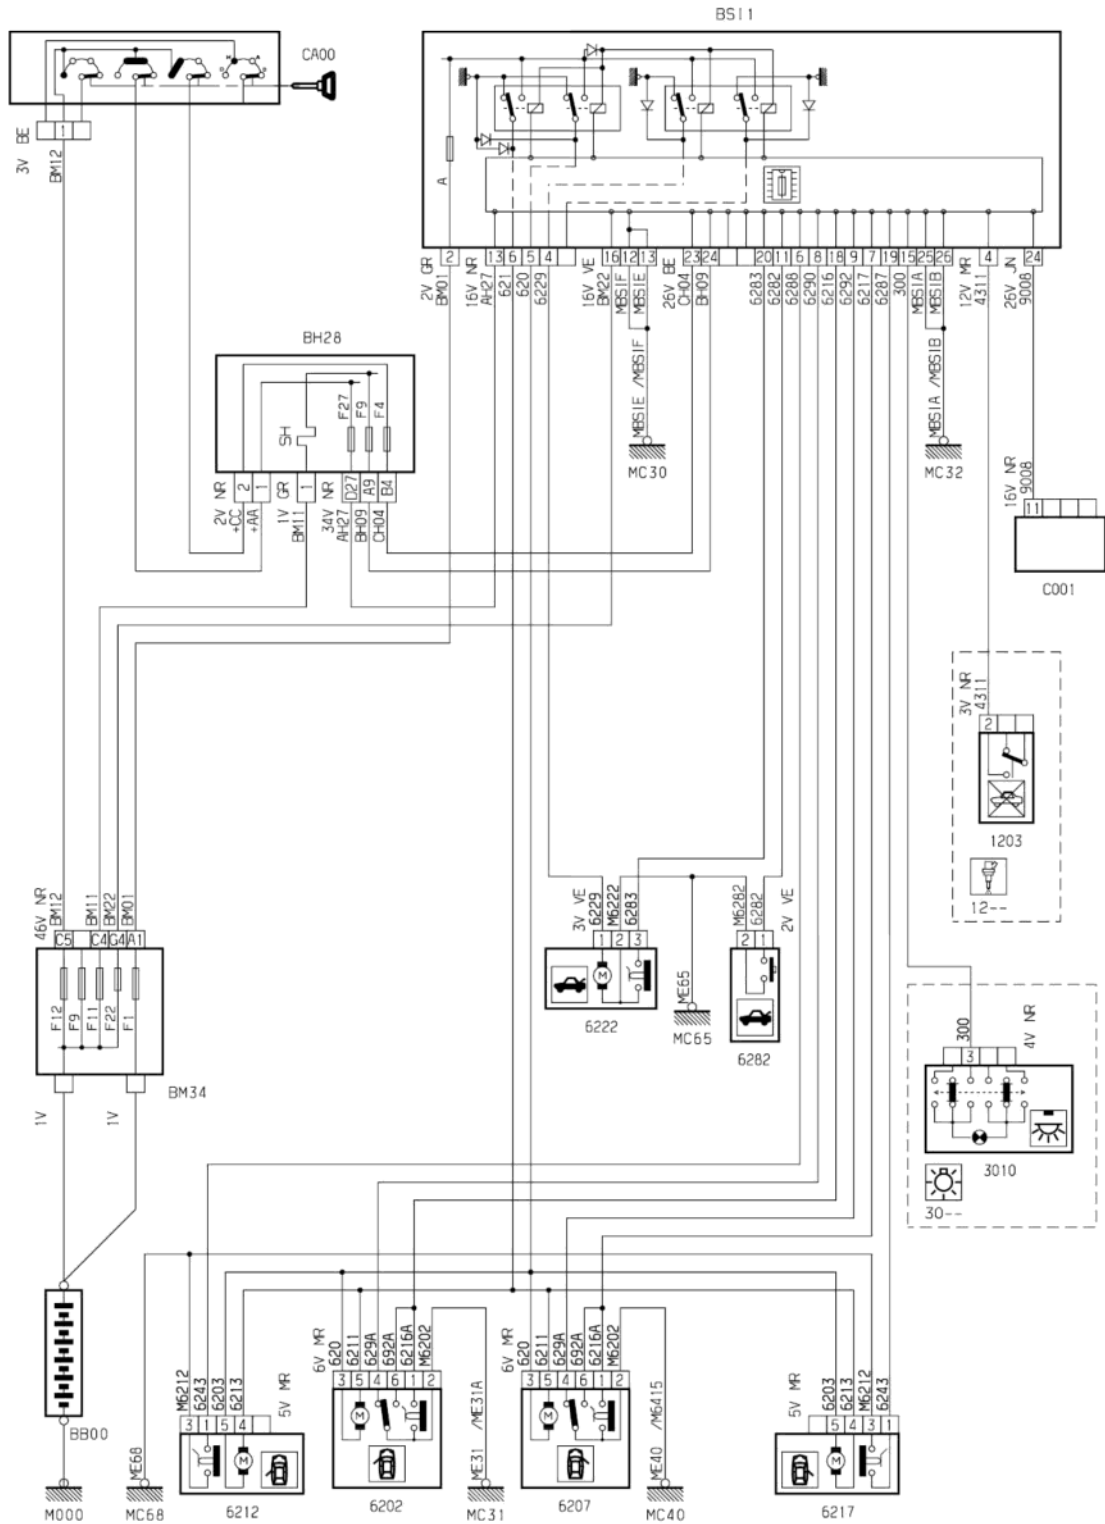 BSI1
CA00
3V BE
1
BM12
A
2V GR
2
BM01
16V NR
13
AH27
6
621
5
620
4
6229
16V VE
16
BM22
12
MBSIF
13
MBSIE
26V BE
23
CH04
24
BH09
20
6283
11
6282
6
6288
8
6290
18
6216
9
6292
7
6217
19
6287
15
300
25
MBSIA
26
MBSIB
12V MR
4
4311
26V JN
24
9008
BH28
SH
F27
F9
F4
2V NR
2
+CC
1
+AA
1V GR
1
BM11
34V NR
D27
AH27
A9
BH09
B4
CH04
MBSIE /MBSIF
MC30
MBSIA /MBSIB
MC32
16V NR
9008
11
C001
3V NR
4311
2
1203
12--
46V NR
BM12
BM11
BM22
BM01
C5
C4
G4
A1
F12
F9
F11
F22
F1
BM34
1V
1V
3V VE
6229
M6222
6283
1
2
3
M
6222
ME65
MC65
M6282
6282
2V VE
2
1
6282
300
4V NR
3
3010
30--
BB00
M000
ME68
MC68
M6212
6243
6203
6213
5V MR
3
1
5
4
M
6212
6V MR
620
6211
629A
692A
6216A
M6202
3
5
4
6
1
2
M
6202
ME31 /ME31A
MC31
6V MR
620
6211
629A
692A
6216A
M6202
3
5
4
6
1
2
M
6207
ME40 /M6415
MC40
5V MR
6203
6213
M6212
6243
5
4
3
1
M
6217